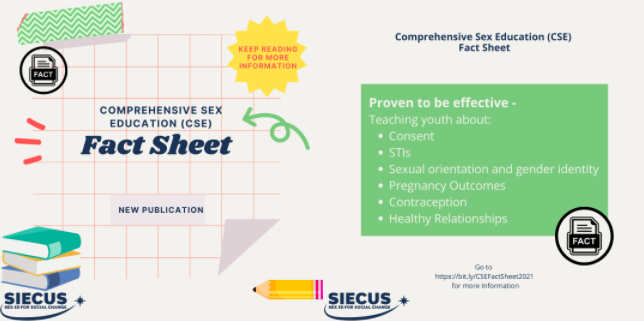 KEEP READING
FOR MORE
INFORMATION
FACT
COMPREHENSIVE SEX
EDUCATION (CSE)
Fact Sheet
NEW PUBLICATION
SIECUS
SEX ED FOR SOCIAL CHANGE
Comprehensive Sex Education (CSE)
Fact Sheet
Proven to be effective -
Teaching youth about:
• Consent
• STIs
• Sexual orientation and gender identity
• Pregnancy Outcomes
• Contraception
• Healthy Relationships
FACT
Go to
https://bit.ly/CSEFactSheet2021
for more Information
SIECUS
SEX ED FOR SOCIAL CHANGE